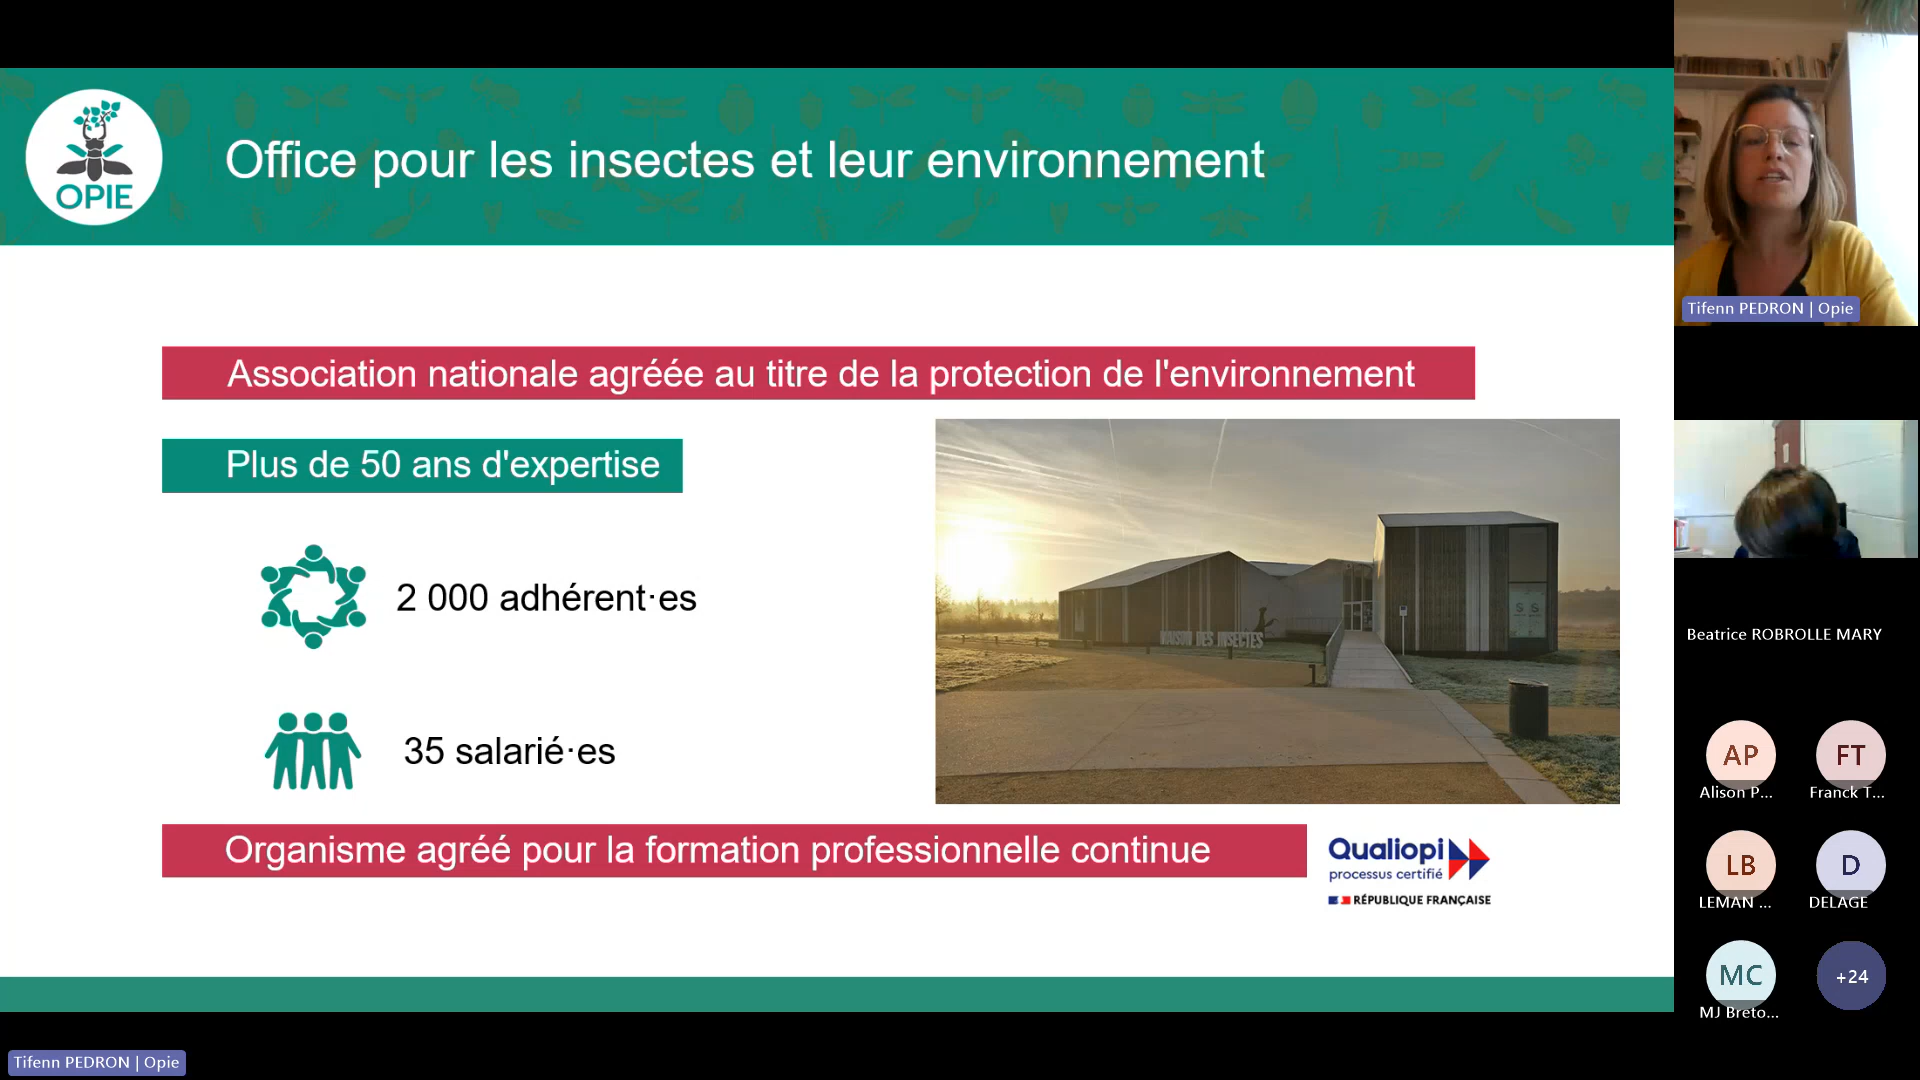 OPIE
Office pour les insectes et leur environnement
Association nationale agréée au titre de la protection de l'environnement
Plus de 50 ans d'expertise
2 000 adhérent·es
35 salarié·es
MAISON DES INSECTES
Organisme agréé pour la formation professionnelle continue
Qualiopi
processus certifié
RÉPUBLIQUE FRANÇAISE
Tifenn PEDRON | Opie
Tifenn PEDRON | Opie
Beatrice ROBROLLE MARY
AP
Alison P...
FT
Franck T...
LB
LEMAN ...
D
DELAGE
MC
MJ Breto...
+24